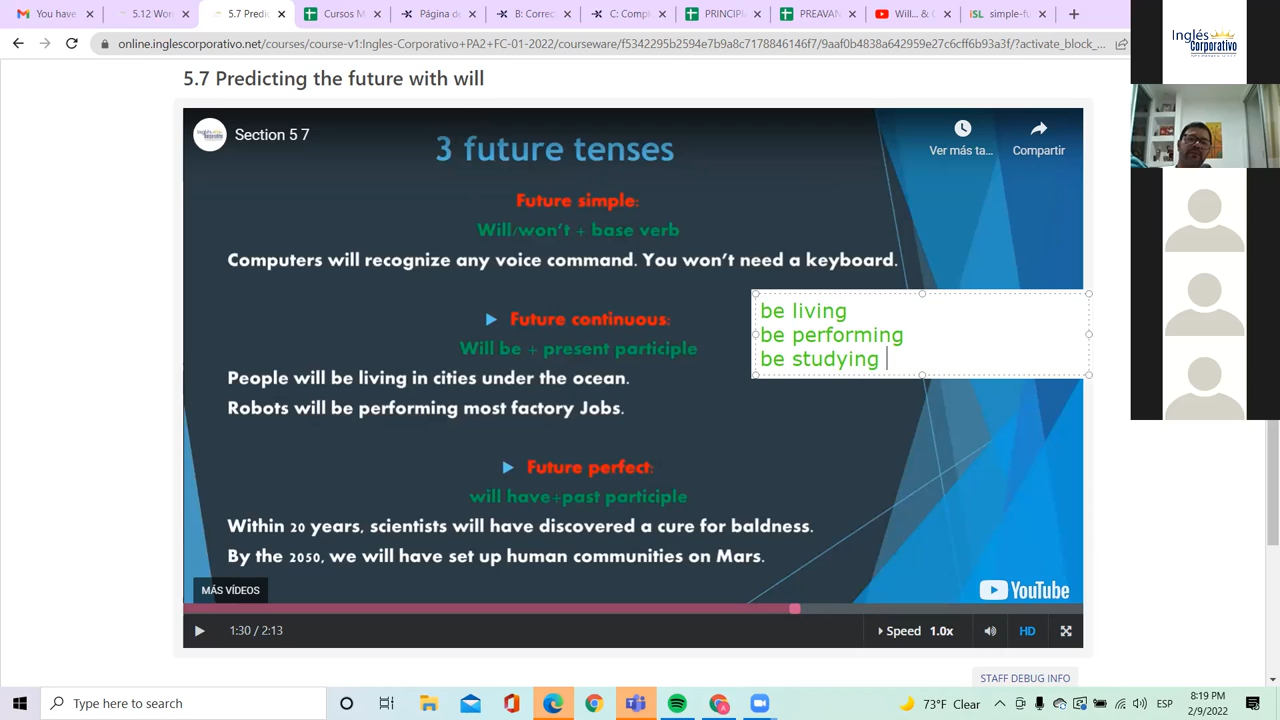 You have
5.12 Wor
5.7 Predic
Cursos M
Página p
B: Correc
C: Comple
PRINCIPI
PREAVAN
Will... & C
simple-fu
online.inglescorporativo.net/courses/course-v1:Ingles-Corporativo+PA2+FC-01-2022/courseware/f5342295b2594e7b9a8c7178846146f7/9aaf0b4838a642959e27c6cff6b93a3f/?activate_block_...
Inglés
Corporativo
5.7 Predicting the future with will
Section 5 7
Ver más ta...
Compartir
3 future tenses
Future simple:
Will/won't + base verb
Computers will recognize any voice command. You won't need a keyboard.
Future continuous:
Will be + present participle
People will be living in cities under the ocean.
Robots will be performing most factory Jobs.
be living
be performing
be studying
Future perfect:
will have+past participle
Within 20 years, scientists will have discovered a cure for baldness.
By the 2050, we will have set up human communities on Mars.
MÁS VÍDEOS
YouTube
1:30 / 2:13
Speed 1.0x
HD
STAFF DEBUG INFO
Type here to search
73°F Clear
ESP
8:19 PM
2/9/2022